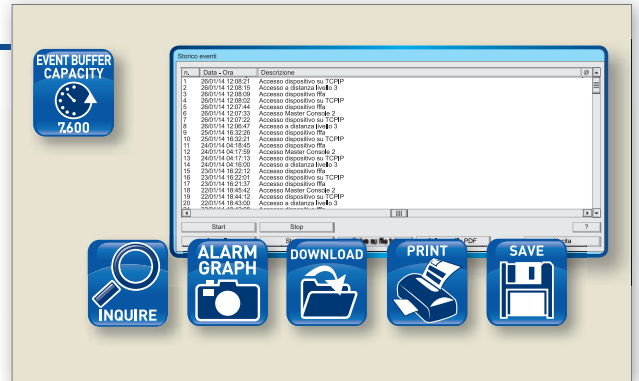 EVENT BUFFER
CAPACITY
7.600
Storico eventi
n. Data - Ora Descrizione @
1 26/01/14 12:08:21 Accesso dispositivo su TCPIP
2 26/01/14 12:08:15 Accesso a distanza livello 3
3 26/01/14 12:08:09 Accesso dispositivo fffa
4 26/01/14 12:08:02 Accesso dispositivo su TCPIP
5 26/01/14 12:07:44 Accesso dispositivo fffa
6 26/01/14 12:07:33 Accesso Master Console 2
7 26/01/14 12:07:22 Accesso dispositivo su TCPIP
8 26/01/14 12:06:47 Accesso a distanza livello 3
9 25/01/14 16:32:26 Accesso dispositivo fffa
10 25/01/14 16:32:21 Accesso dispositivo su TCPIP
11 24/01/14 04:18:45 Accesso dispositivo fffa
12 24/01/14 04:17:59 Accesso Master Console 2
13 24/01/14 04:17:13 Accesso dispositivo su TCPIP
14 24/01/14 04:16:00 Accesso a distanza livello 3
15 23/01/14 16:22:12 Accesso dispositivo fffa
16 23/01/14 16:22:01 Accesso dispositivo su TCPIP
17 23/01/14 16:21:37 Accesso dispositivo fffa
18 22/01/14 18:45:42 Accesso Master Console 2
19 22/01/14 18:44:12 Accesso dispositivo su TCPIP
20 22/01/14 18:43:00 Accesso a distanza livello 3
Start Stop ?
su file PDF
INQUIRE
ALARM
GRAPH
DOWNLOAD
PRINT
SAVE